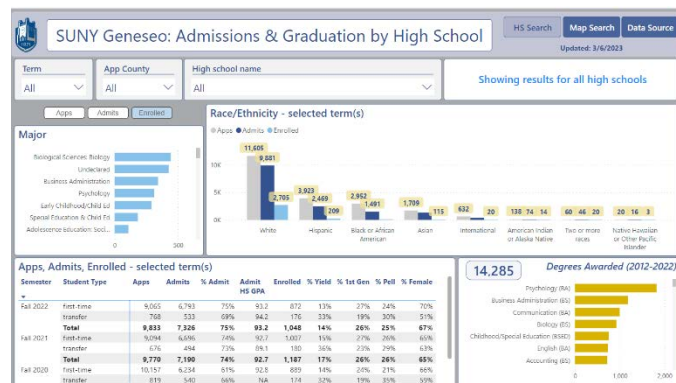 SUNY Geneseo: Admissions & Graduation by High School
HS Search
Map Search
Data Source
Updated: 3/6/2023
Term
All
App County
All
High school name
All
Showing results for all high schools
Apps
Admits
Enrolled
Major
Biological Sciences Biology
Undeclared
Business Administration
Psychology
Early Childhood/Child Ed
Special Education & Child Ed
Adolescence Education: Soci...
0 300
Race/Ethnicity - selected term(s)
Apps Admits Enrolled
10K
5K
0K
11,605 9,881 2,705
3,923 2,469 209
2,952 1,491
1,709 115
632 20
138 74 14
60 46 20
20 16 3
White
Hispanic
Black or African American
Asian
International
American Indian or Alaska Native
Two or more races
Native Hawaiian or Other Pacific Islander
Apps, Admits, Enrolled - selected term(s)
Semester Student Type Apps Admits % Admit Admit HS GPA Enrolled % Yield % 1st Gen % Pell % Female
Fall 2022 first-time 9,065 6,793 75% 93.2 872 13% 27% 24% 70%
transfer 768 533 69% 94.2 176 33% 19% 30% 51%
Total 9,833 7,326 75% 93.2 1,048 14% 26% 25% 67%
Fall 2021 first-time 9,094 6,696 74% 92.7 1,007 15% 27% 26% 65%
transfer 676 494 73% 89.1 180 36% 23% 29% 63%
Total 9,770 7,190 74% 92.7 1,187 17% 26% 26% 65%
Fall 2020 first-time 10,157 6,234 61% 92.8 889 14% 24% 21% 66%
transfer 819 540 66% NA 174 32% 19% 35% 59%
14,285
Degrees Awarded (2012-2022)
Psychology (BA)
Business Administration (BS)
Communication (BA)
Biology (BS)
Childhood/Special Education (BSED)
English (BA)
Accounting (BS)
0 1,000 2,000